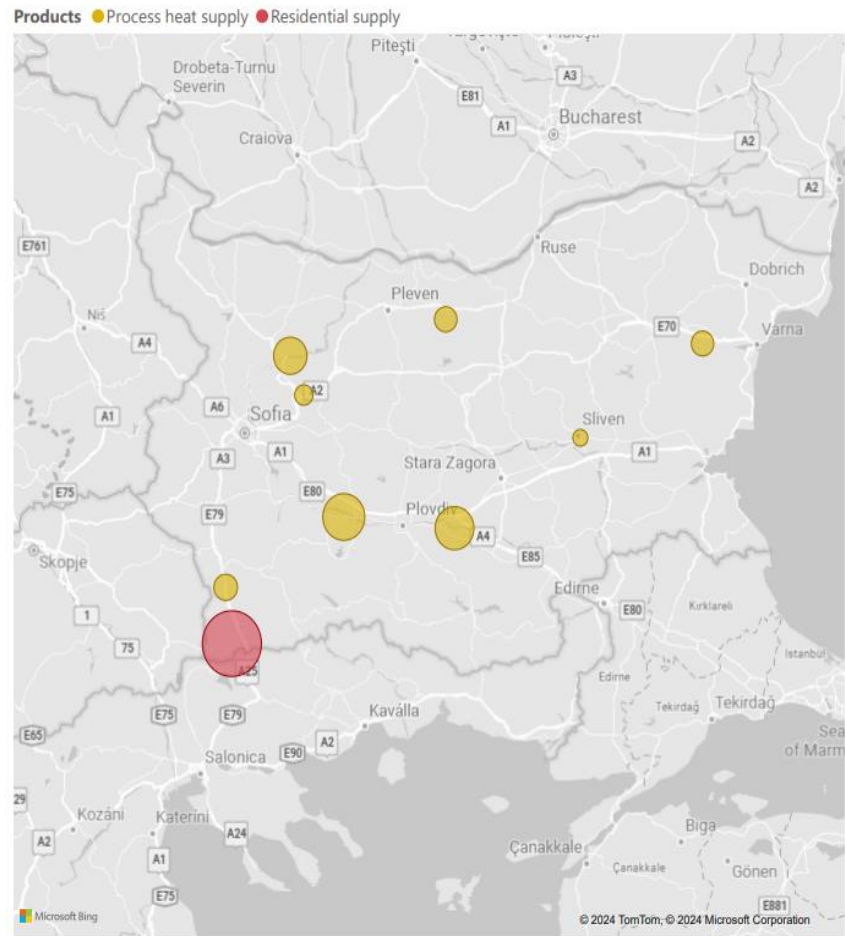 Products Process heat supply Residential supply
Piteşti
Drobeta-Turnu
Severin
A3
E81
Bucharest
A1
Craiova
A2
A2
E761
Ruse
Dobrich
Pleven
Niš
E70
Varna
A4
A2
A6
A1
Sofia
Sliven
A3
A1
A1
Stara Zagora
E75
E80
E79
Plovdiv
A4
Skopje
E85
Edirne
1
E80
Kırklareli
75
Istanbul
A25
Edirne
E75
E79
Kaválla
Tekirdağ
Tekirdağ
E65
A2
E90
Sea
of Marm
Salonica
29
Kozáni
Katerini
A24
A2
Biga
A1
Çanakkale
Çanakkale
Gönen
E75
E881
Microsoft Bing
© 2024 TomTom, © 2024 Microsoft Corporation